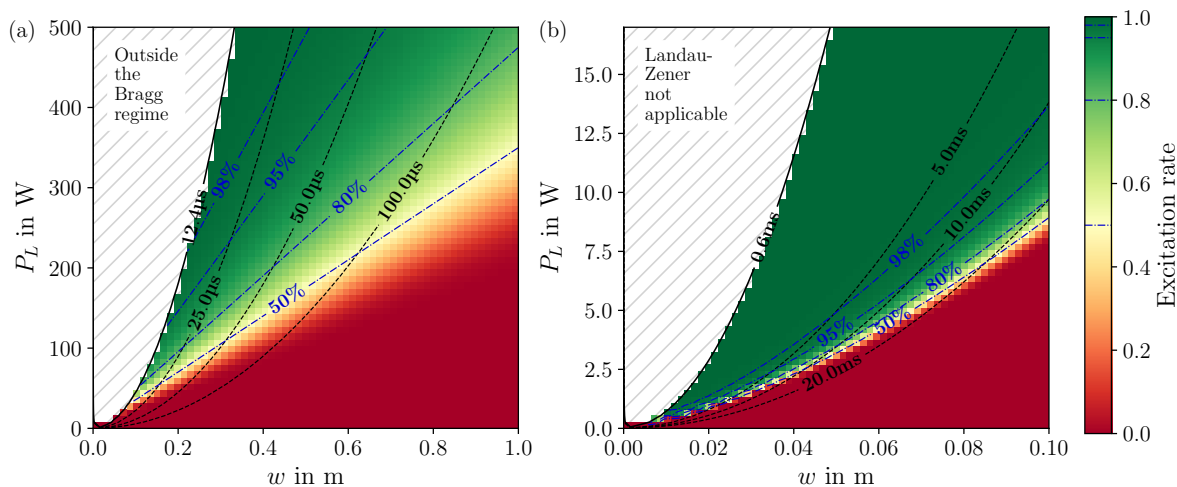 (a)
500
400
300
200
100
0
P_L in W
Outside
the
Bragg
regime
12.4µs
25.0µs
50.0µs
100.0µs
98%
95%
80%
50%
0.0
0.2
0.4
0.6
0.8
1.0
w in m
(b)
17.5
15.0
12.5
10.0
7.5
5.0
2.5
0.0
P_L in W
Landau-
Zener
not
applicable
0.6ms
5.0ms
10.0ms
20.0ms
98%
95%
80%
50%
0.00
0.02
0.04
0.06
0.08
0.10
w in m
1.0
0.8
0.6
0.4
0.2
0.0
Excitation rate